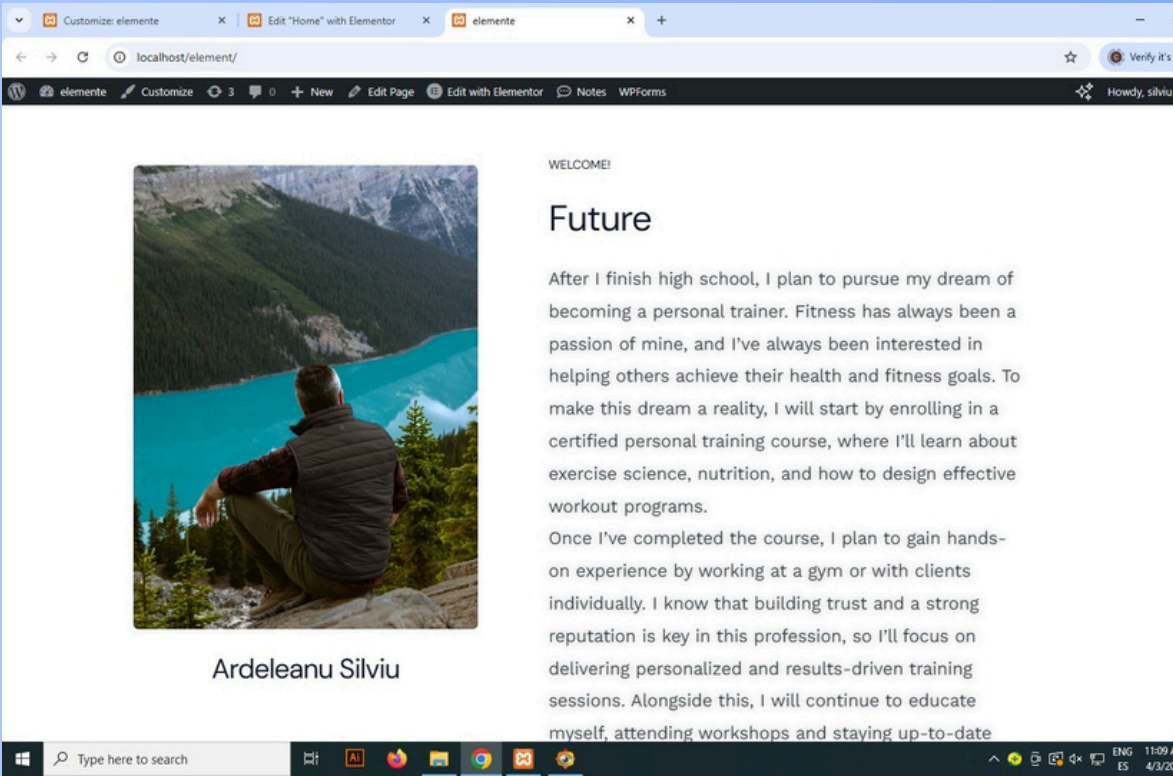 Customize: elemente
Edit "Home" with Elementor
elemente
localhost/element/
Verify it's
elemente Customize 3 0 New Edit Page Edit with Elementor Notes WPForms
Howdy, silviu
WELCOME!
Future
After I finish high school, I plan to pursue my dream of
becoming a personal trainer. Fitness has always been a
passion of mine, and I've always been interested in
helping others achieve their health and fitness goals. To
make this dream a reality, I will start by enrolling in a
certified personal training course, where I'll learn about
exercise science, nutrition, and how to design effective
workout programs.
Once I've completed the course, I plan to gain hands-
on experience by working at a gym or with clients
individually. I know that building trust and a strong
reputation is key in this profession, so I'll focus on
delivering personalized and results-driven training
sessions. Alongside this, I will continue to educate
myself, attending workshops and staying up-to-date
Ardeleanu Silviu
Type here to search
Ai
ENG
ES
11:09
4/3/20